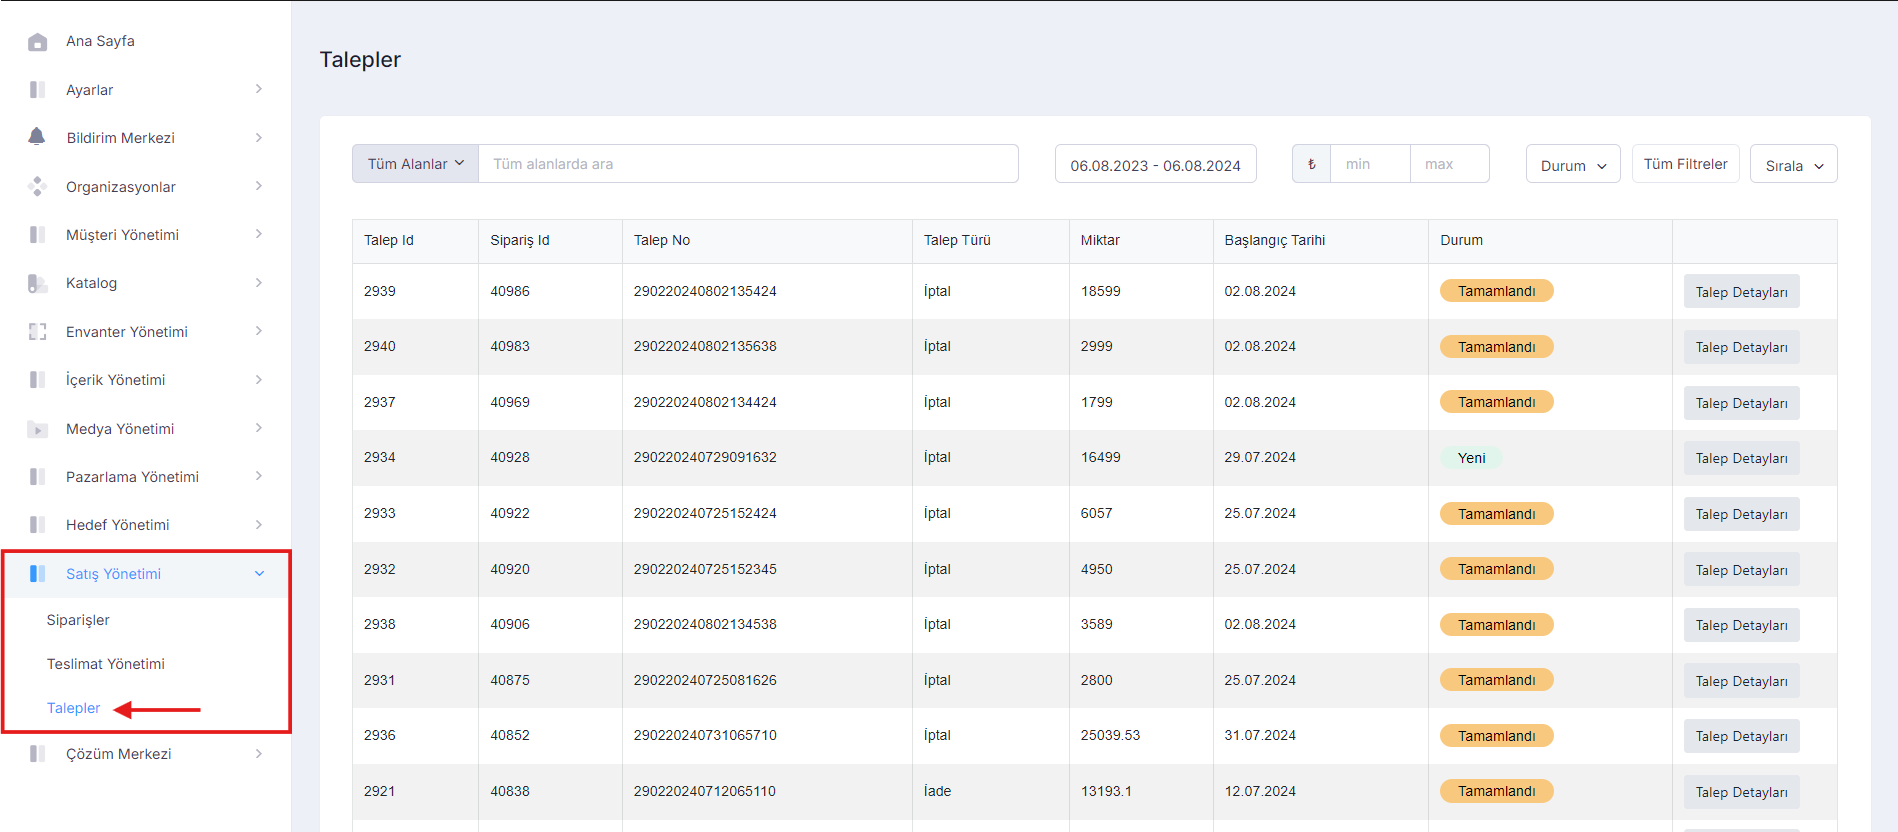 Ana Sayfa
Ayarlar
Bildirim Merkezi
Organizasyonlar
Müşteri Yönetimi
Katalog
Envanter Yönetimi
İçerik Yönetimi
Medya Yönetimi
Pazarlama Yönetimi
Hedef Yönetimi
Satış Yönetimi
Siparişler
Teslimat Yönetimi
Talepler
Çözüm Merkezi
Talepler
Tüm Alanlar Tüm alanlarda ara 06.08.2023 - 06.08.2024 ₺ min max Durum Tüm Filtreler Sırala
Talep Id Sipariş Id Talep No Talep Türü Miktar Başlangıç Tarihi Durum
2939 40986 290220240802135424 İptal 18599 02.08.2024 Tamamlandı Talep Detayları
2940 40983 290220240802135638 İptal 2999 02.08.2024 Tamamlandı Talep Detayları
2937 40969 290220240802134424 İptal 1799 02.08.2024 Tamamlandı Talep Detayları
2934 40928 290220240729091632 İptal 16499 29.07.2024 Yeni Talep Detayları
2933 40922 290220240725152424 İptal 6057 25.07.2024 Tamamlandı Talep Detayları
2932 40920 290220240725152345 İptal 4950 25.07.2024 Tamamlandı Talep Detayları
2938 40906 290220240802134538 İptal 3589 02.08.2024 Tamamlandı Talep Detayları
2931 40875 290220240725081626 İptal 2800 25.07.2024 Tamamlandı Talep Detayları
2936 40852 290220240731065710 İptal 25039.53 31.07.2024 Tamamlandı Talep Detayları
2921 40838 290220240712065110 İade 13193.1 12.07.2024 Tamamlandı Talep Detayları